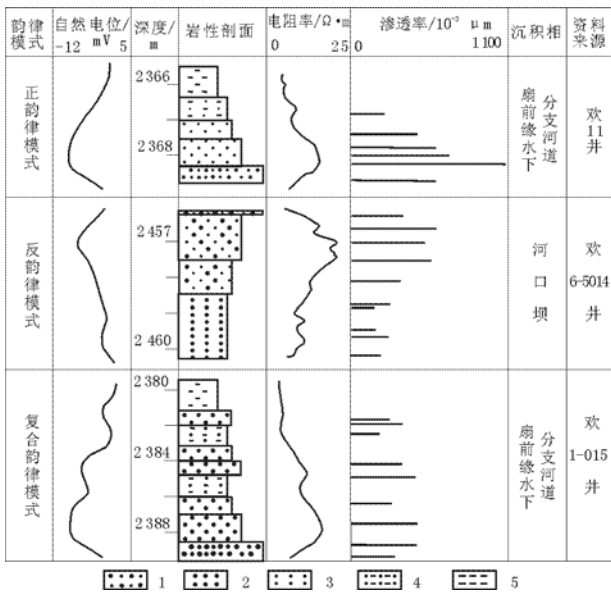 韵律模式 自然电位/mV -12 5 深度/m 岩性剖面 电阻率/Ω·m 0 25 渗透率/10⁻³ μm 0 1100 沉积相 资料来源
正韵律模式 2366 2368 扇前缘水下分支河道 欢11井
反韵律模式 2457 2460 河口坝 欢6-5014井
复合韵律模式 2380 2384 2388 扇前缘水下分支河道 欢1-015井
1 2 3 4 5